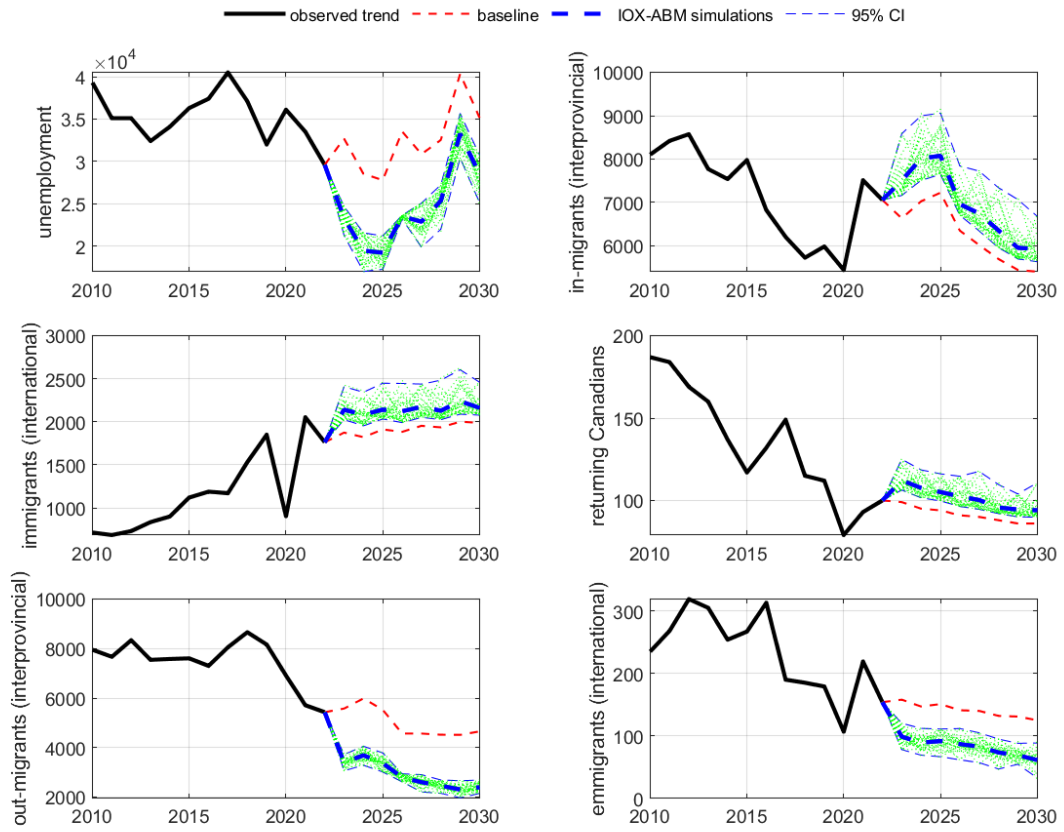 observed trend baseline IOX-ABM simulations 95% CI
×10⁴
4
3.5
3
2.5
2
unemployment
2010 2015 2020 2025 2030
10000
9000
8000
7000
6000
in-migrants (interprovincial)
2010 2015 2020 2025 2030
3000
2500
2000
1500
1000
immigrants (international)
2010 2015 2020 2025 2030
200
150
100
returning Canadians
2010 2015 2020 2025 2030
10000
8000
6000
4000
2000
out-migrants (interprovincial)
2010 2015 2020 2025 2030
300
200
100
0
emmigrants (international)
2010 2015 2020 2025 2030